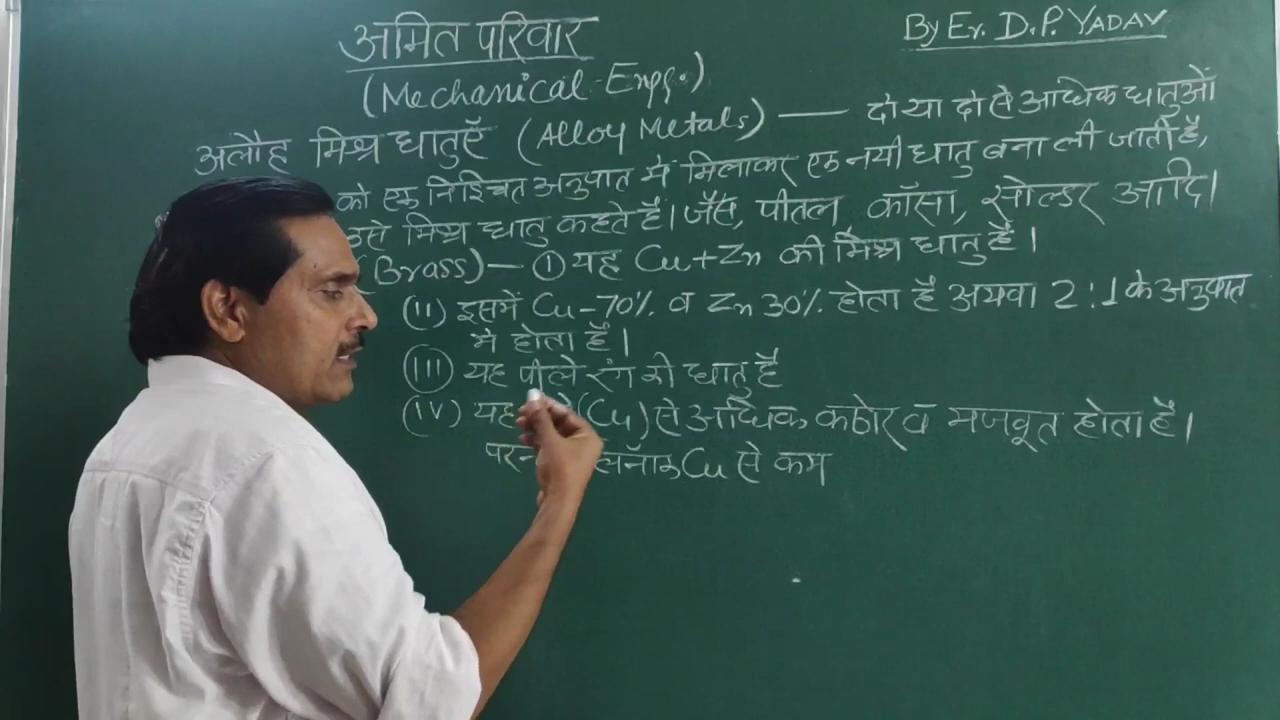 अमित परिवार
By Er. D.P. YADAV
(Mechanical Engg.)
अलौह मिश्र धातुएँ (Alloy Metals) — दो या दो से अधिक धातुओं
को एक निश्चित अनुपात में मिलाकर एक नयी धातु बना ली जाती है,
उसे मिश्र धातु कहते हैं। जैसे, पीतल काँसा, सोल्डर आदि।
(Brass) — (I) यह Cu+Zn की मिश्र धातु है।
(II) इसमें Cu-70% व Zn 30% होता है अथवा 2:1 के अनुपात
में होता है।
(III) यह पीले रंग की धातु है
(IV) यह (Cu) से अधिक कठोर व मजबूत होता है।
Cu से कम